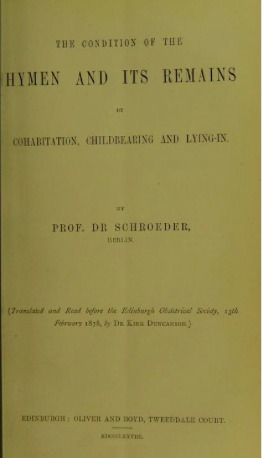 THE CONDITION OF THE
HYMEN AND ITS REMAINS
BY
COHABITATION, CHILDBEARING AND LYING-IN.
BY
PROF. DR SCHROEDER,
BERLIN.
(Translated and Read before the Edinburgh Obstetrical Society, 13th
February 1878, by DR KIRK DUNCANSON.)
EDINBURGH: OLIVER AND BOYD, TWEEDDALE COURT.
MDCCCLXXVIII.